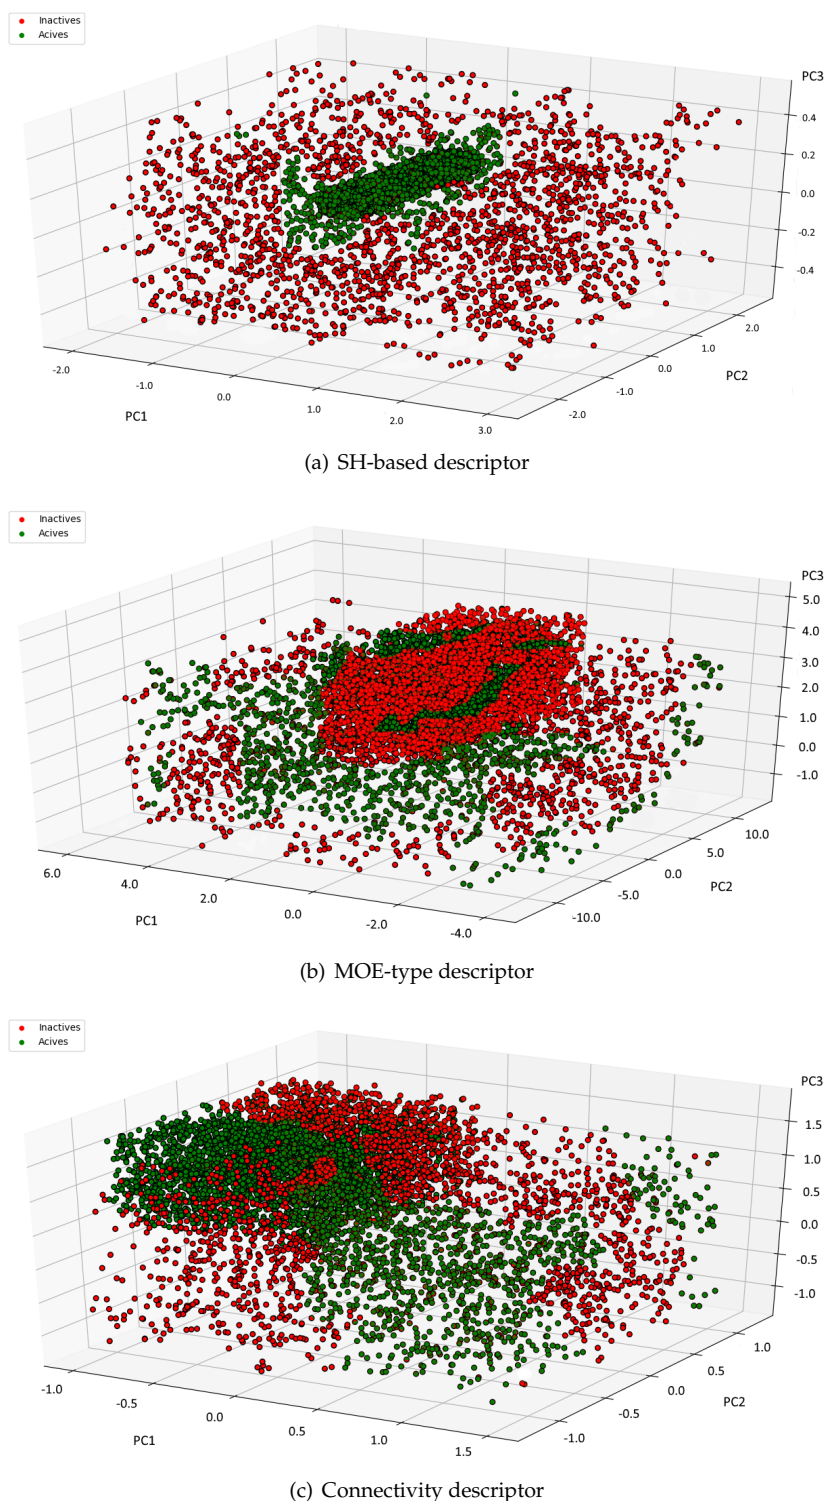 Inactives
Acives
PC3
0.4
0.2
0.0
-0.2
-0.4
2.0
1.0
0.0
-1.0
-2.0
PC2
-2.0
-1.0
0.0
1.0
2.0
3.0
PC1
(a) SH-based descriptor
Inactives
Acives
PC3
5.0
4.0
3.0
2.0
1.0
0.0
-1.0
10.0
5.0
0.0
-5.0
-10.0
PC2
6.0
4.0
2.0
0.0
-2.0
-4.0
PC1
(b) MOE-type descriptor
Inactives
Acives
PC3
1.5
1.0
0.5
0.0
-0.5
-1.0
1.0
0.5
0.0
-0.5
-1.0
PC2
-1.0
-0.5
0.0
0.5
1.0
1.5
PC1
(c) Connectivity descriptor